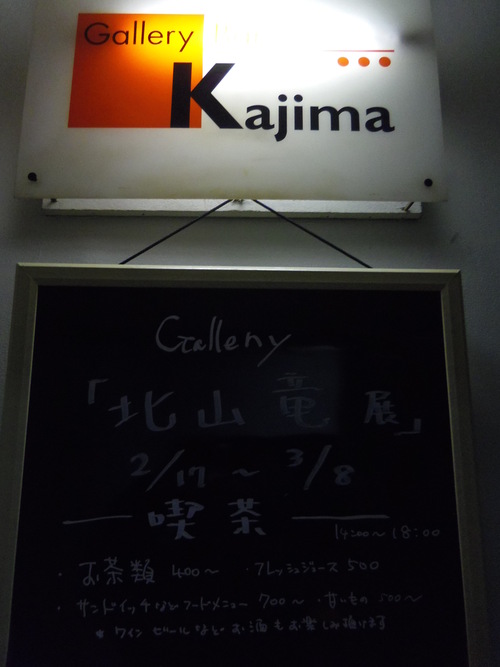 Gallery
Kajima
Gallery
「北山竜展」
2/17 ~ 3/8
喫茶
14:00~18:00
・お茶類 400~ ・フレッシュジュース 500
・サンドイッチなどフードメニュー 700~ ・甘いもの 500~
* ワイン ビールなど お酒もお楽しみ頂けます